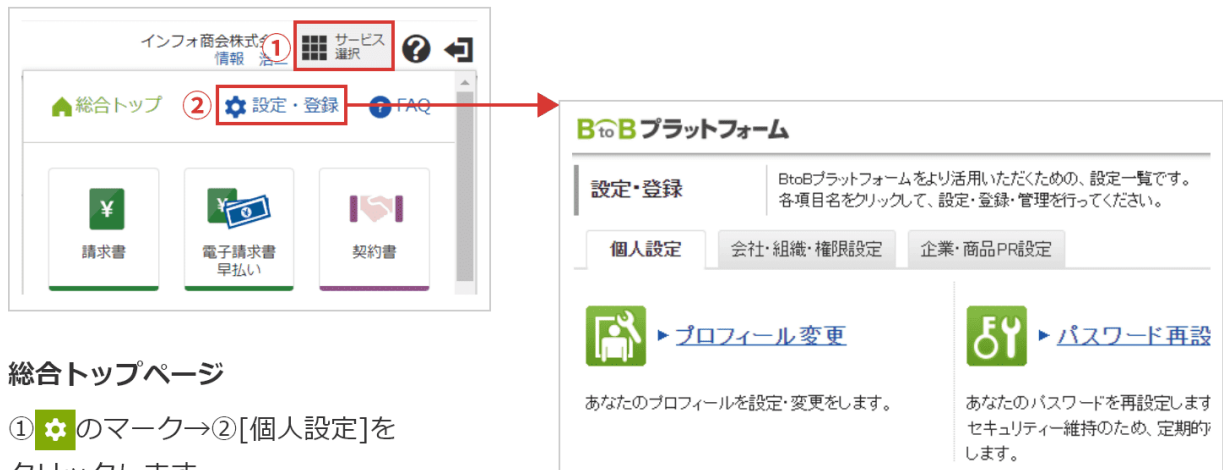 インフォ商会株式会
情報 浩二
① サービス
選択
総合トップ ② 設定・登録 FAQ
請求書
電子請求書
早払い
契約書
BtoBプラットフォーム
設定・登録
BtoBプラットフォームをより活用いただくための、設定一覧です。
各項目名をクリックして、設定・登録・管理を行ってください。
個人設定 会社・組織・権限設定 企業・商品PR設定
プロフィール変更
あなたのプロフィールを設定・変更をします。
パスワード再設
あなたのパスワードを再設定します
セキュリティー維持のため、定期的
します。
総合トップページ
①のマーク→②[個人設定]を
クリックします